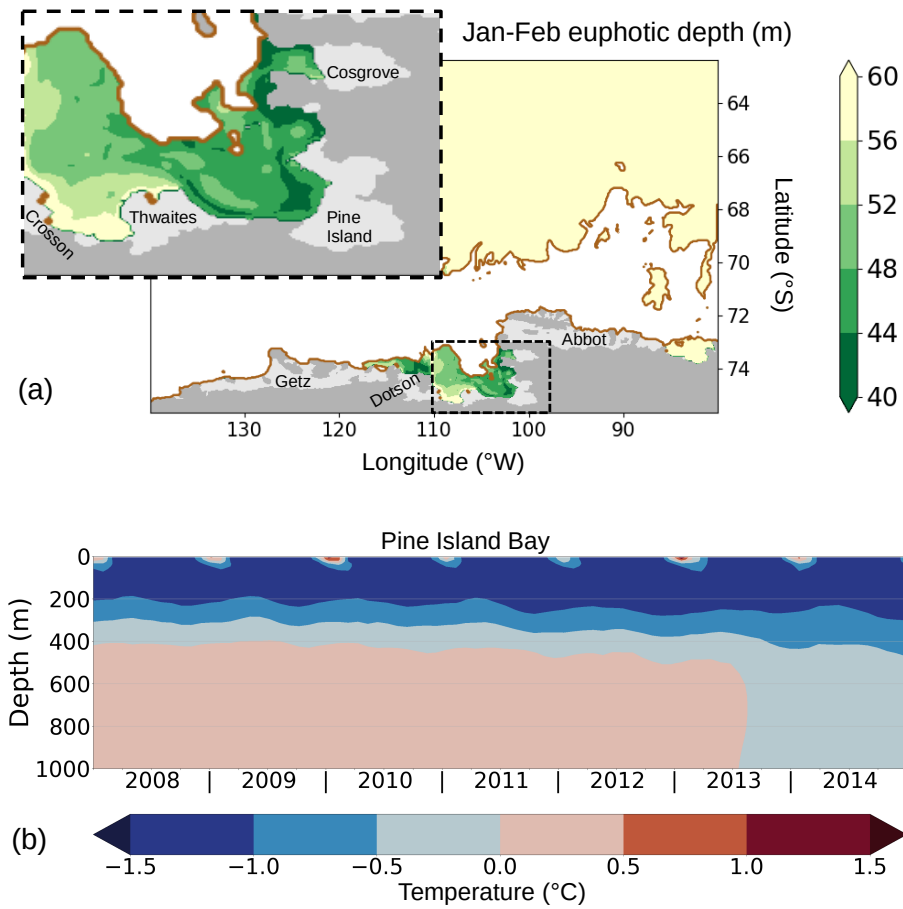 Jan-Feb euphotic depth (m)
Cosgrove
Crosson
Thwaites
Pine
Island
64
66
68
70
72
74
Latitude (°S)
60
56
52
48
44
40
Abbot
Getz
Dotson
(a)
130
120
110
100
90
Longitude (°W)
Pine Island Bay
0
200
400
600
800
1000
Depth (m)
2008 | 2009 | 2010 | 2011 | 2012 | 2013 | 2014
(b)
−1.5 −1.0 −0.5 0.0 0.5 1.0 1.5
Temperature (°C)